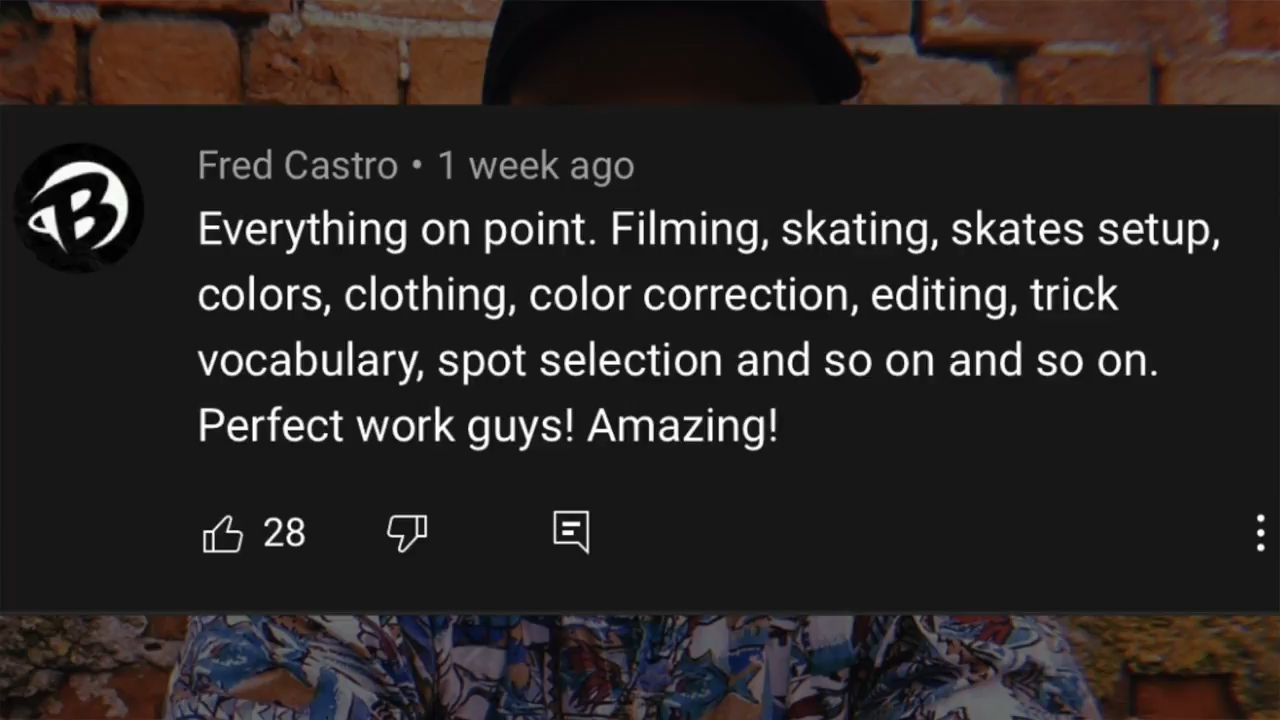 B
Fred Castro • 1 week ago
Everything on point. Filming, skating, skates setup,
colors, clothing, color correction, editing, trick
vocabulary, spot selection and so on and so on.
Perfect work guys! Amazing!
28